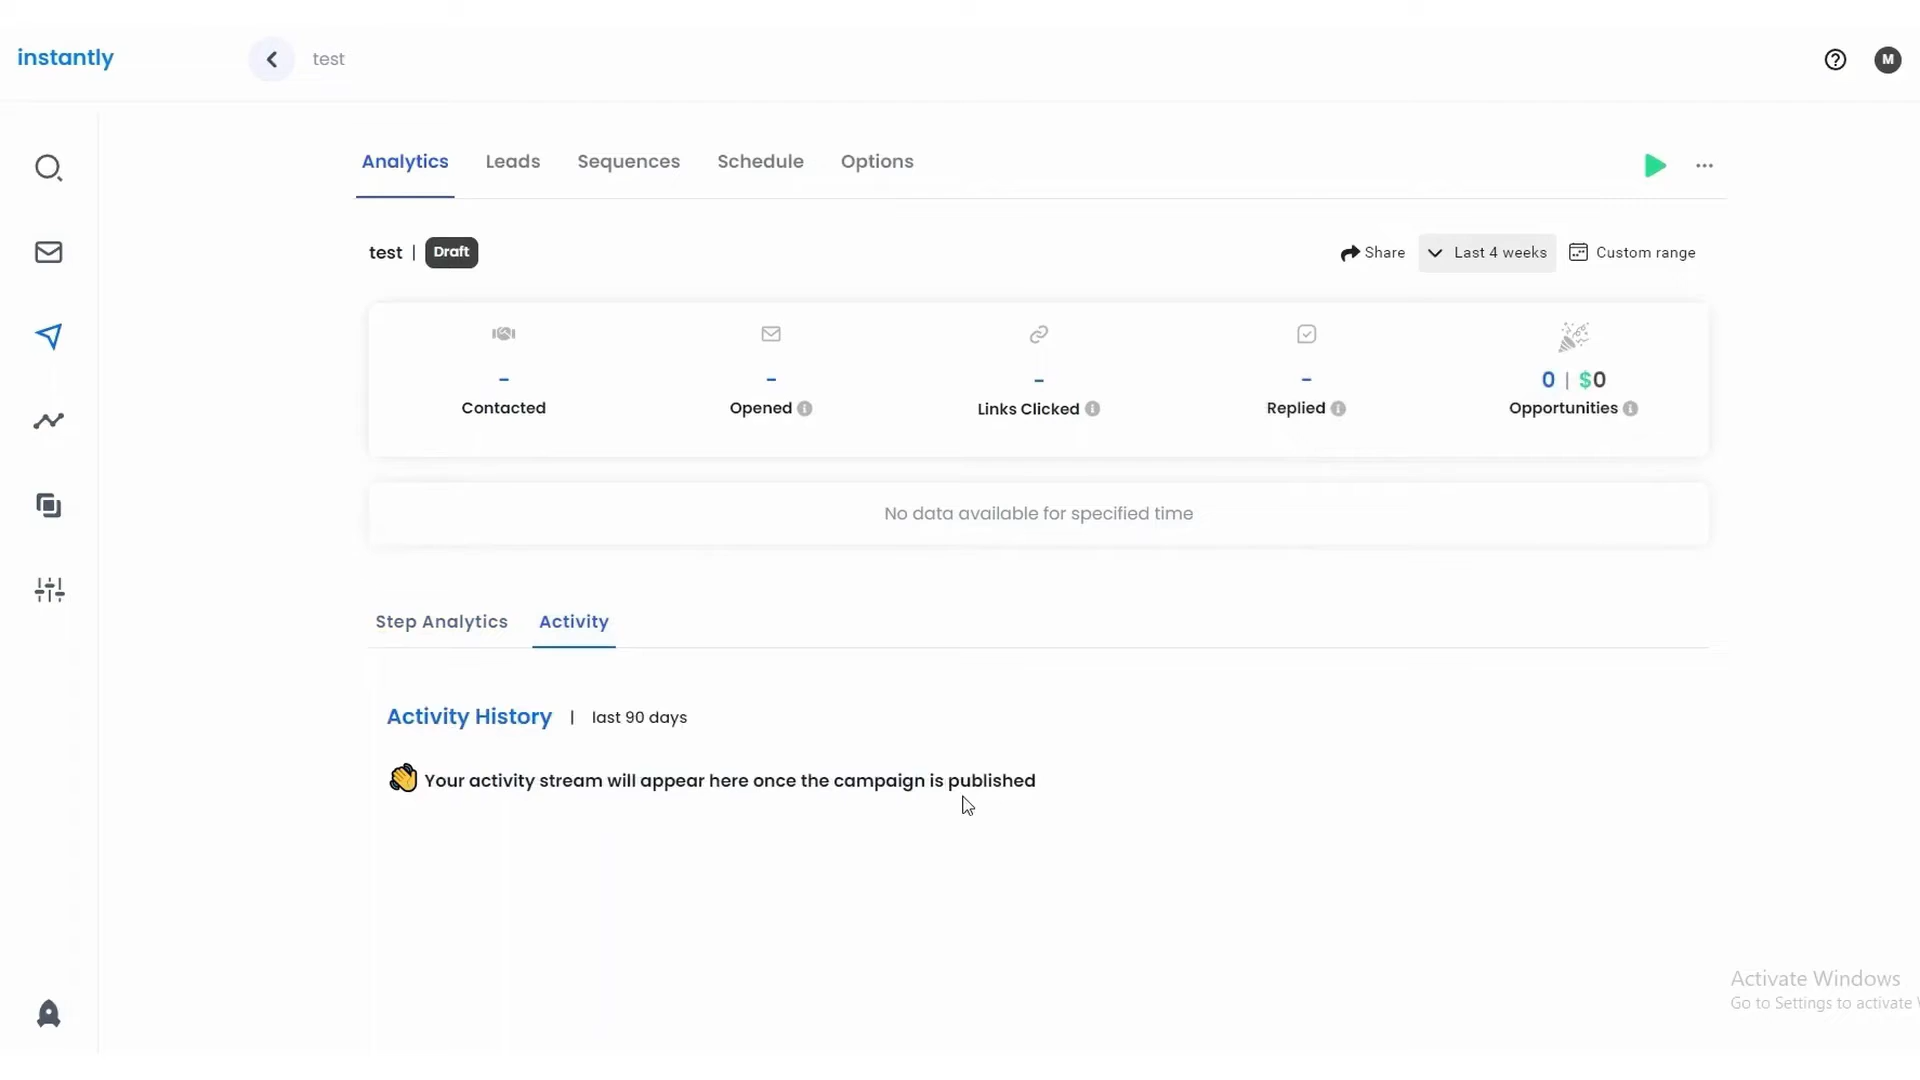 instantly
test
M
Analytics Leads Sequences Schedule Options
test | Draft
Share Last 4 weeks Custom range
- - - - 0 | $0
Contacted Opened Links Clicked Replied Opportunities
No data available for specified time
Step Analytics Activity
Activity History | last 90 days
👋 Your activity stream will appear here once the campaign is published
Activate Windows
Go to Settings to activate